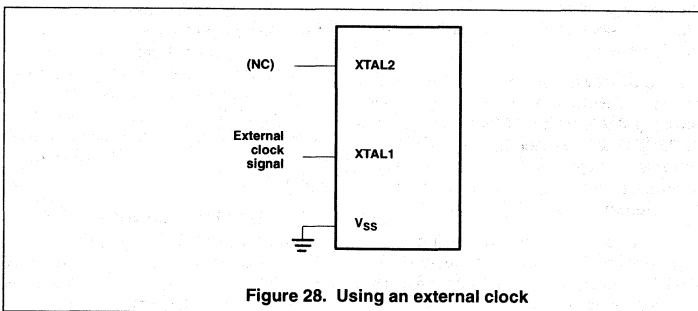 (NC) XTAL2
External
clock
signal
XTAL1
VSS
Figure 28. Using an external clock